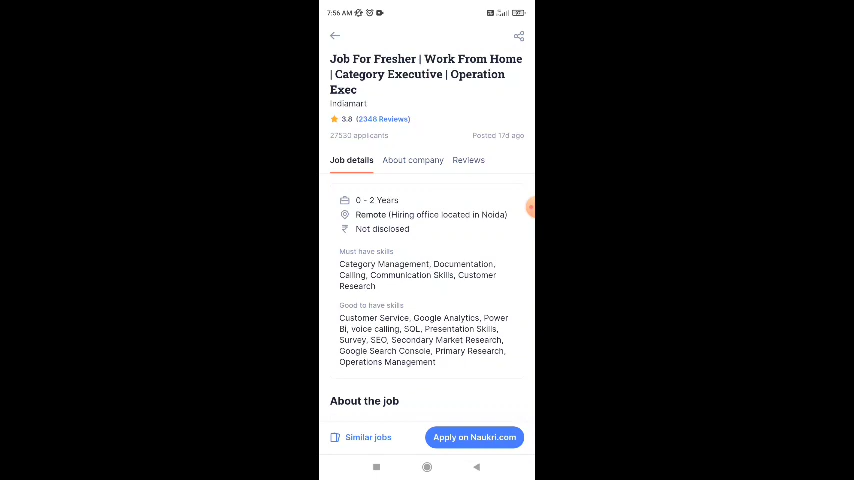 7:56 AM
Job For Fresher | Work From Home
| Category Executive | Operation
Exec
Indiamart
3.8 (2348 Reviews)
27530 applicants Posted 17d ago
Job details About company Reviews
0 - 2 Years
Remote (Hiring office located in Noida)
₹ Not disclosed
Must have skills
Category Management, Documentation,
Calling, Communication Skills, Customer
Research
Good to have skills
Customer Service, Google Analytics, Power
Bi, voice calling, SQL, Presentation Skills,
Survey, SEO, Secondary Market Research,
Google Search Console, Primary Research,
Operations Management
About the job
Similar jobs Apply on Naukri.com